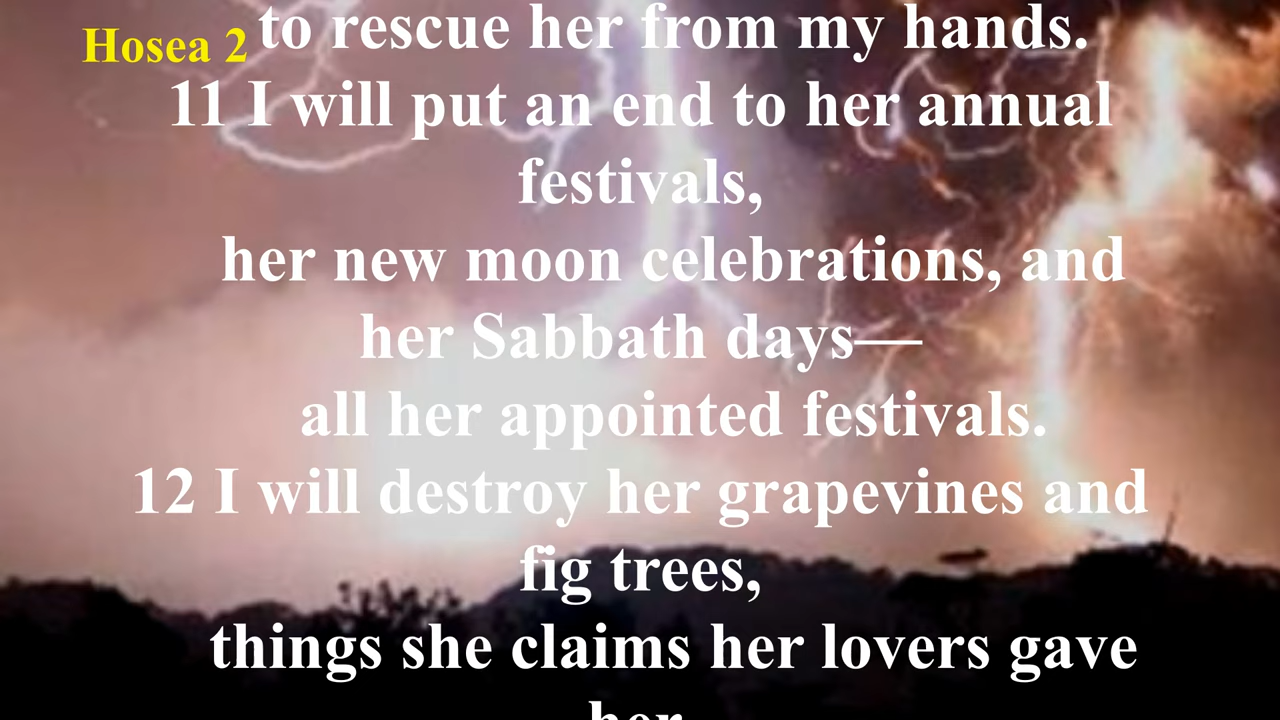 Hosea 2
to rescue her from my hands.
11 I will put an end to her annual
festivals,
her new moon celebrations, and
her Sabbath days—
all her appointed festivals.
12 I will destroy her grapevines and
fig trees,
things she claims her lovers gave
her